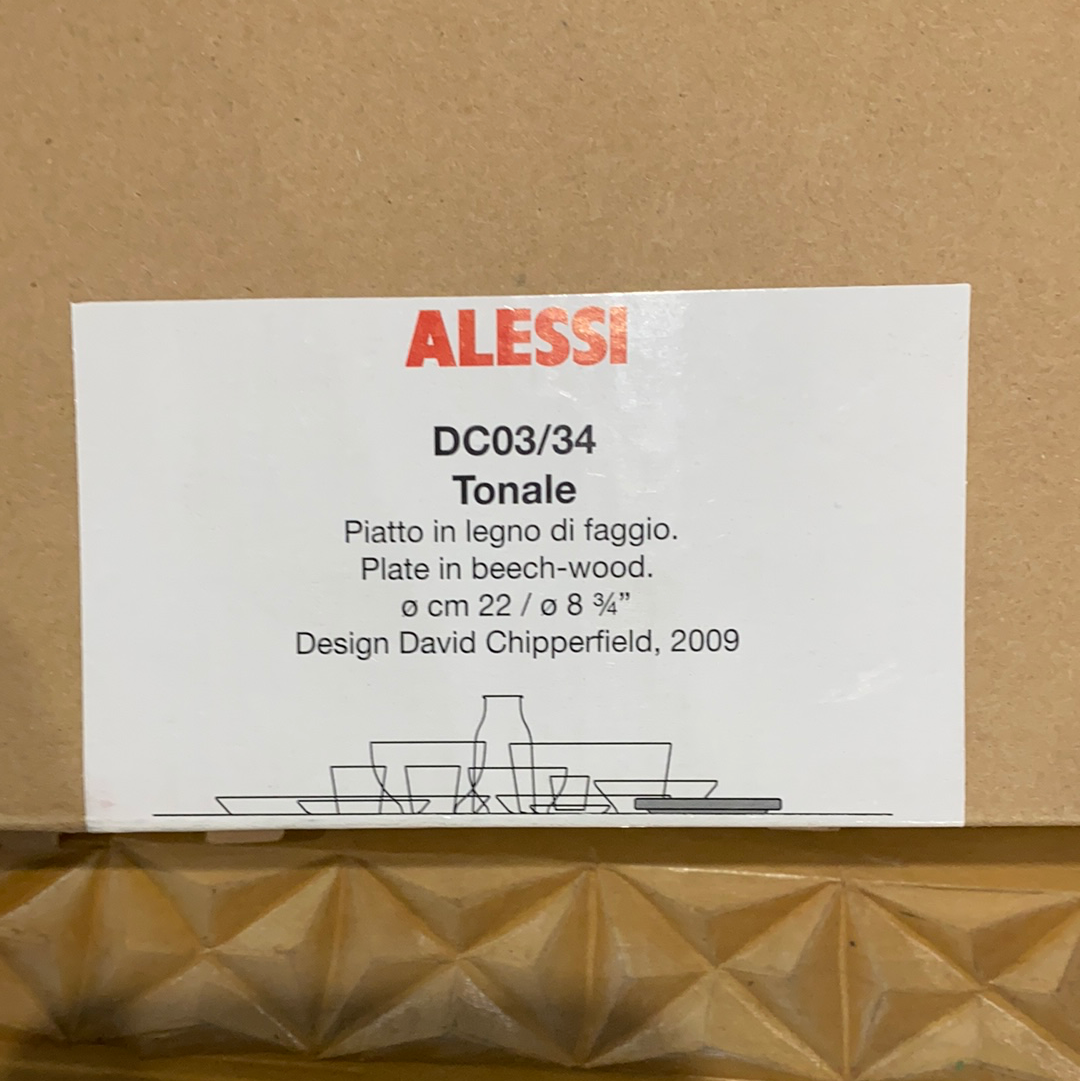 ALESSI
DC03/34
Tonale
Piatto in legno di faggio.
Plate in beech-wood.
ø cm 22 / ø 8 ¾”
Design David Chipperfield, 2009